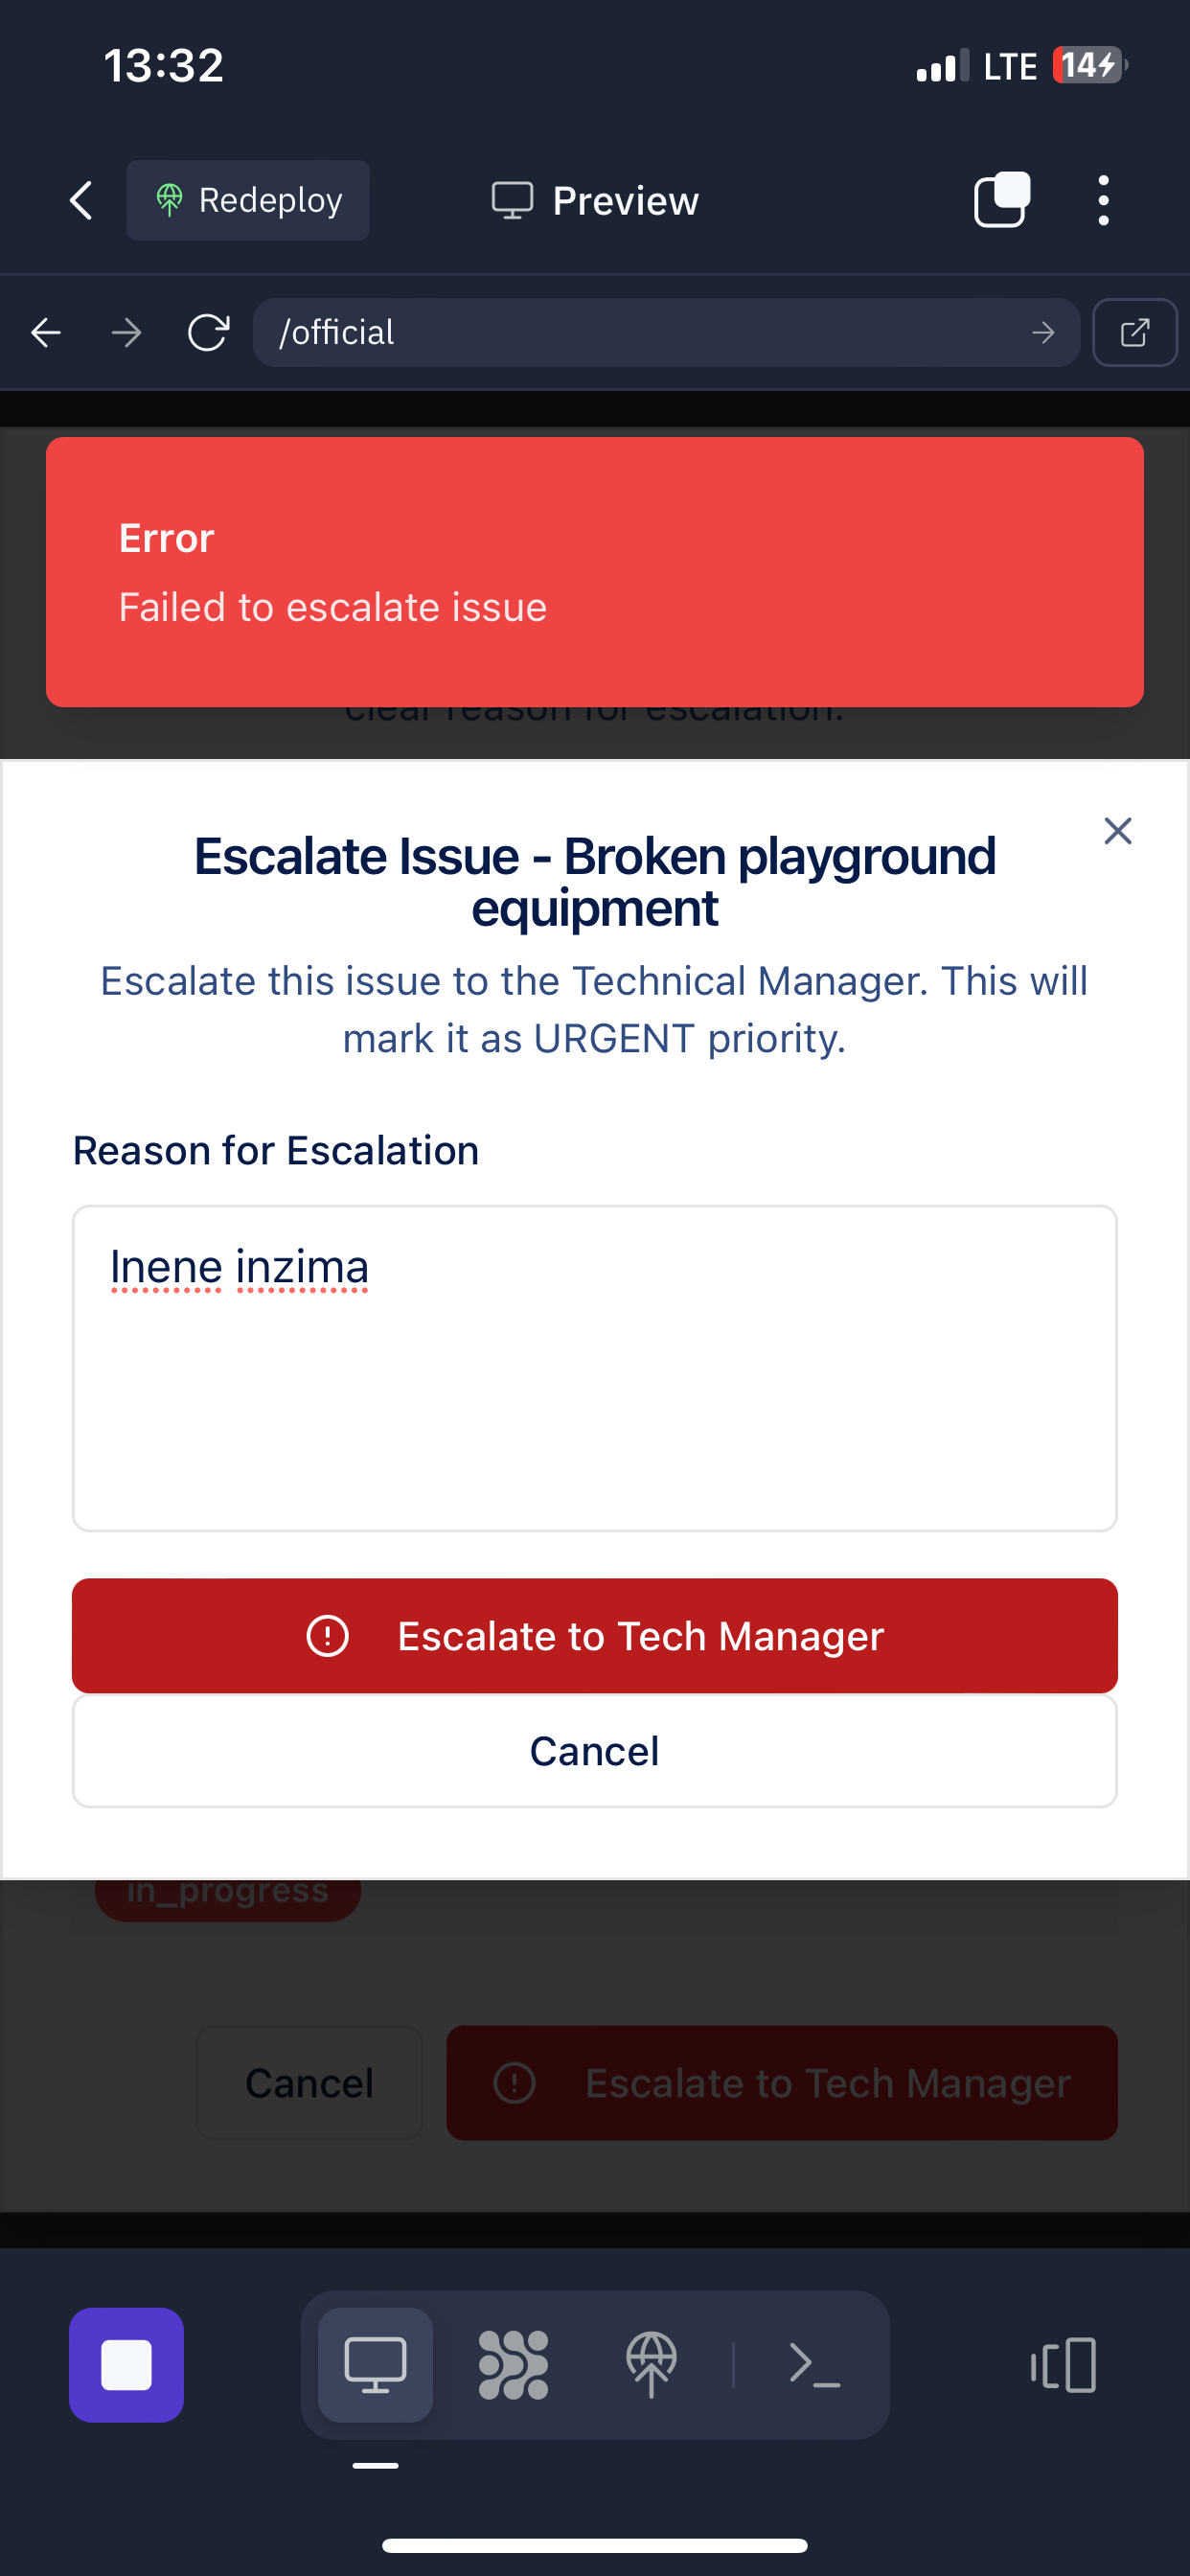 13:32
LTE
14
Redeploy
Preview
/official
Error
Failed to escalate issue
clear reason for escalation.
Escalate Issue - Broken playground
equipment
Escalate this issue to the Technical Manager. This will
mark it as URGENT priority.
Reason for Escalation
Inene inzima
Escalate to Tech Manager
Cancel
in_progress
Cancel
Escalate to Tech Manager